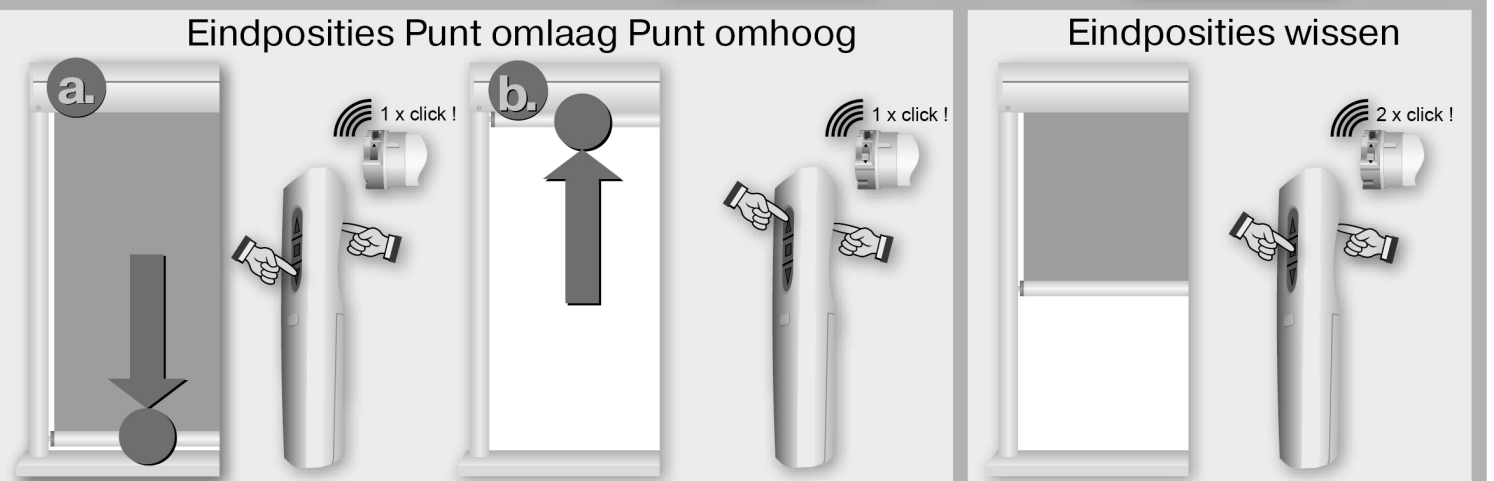 Eindposities Punt omlaag Punt omhoog
a.
1 x click !
b.
1 x click !
Eindposities wissen
2 x click !